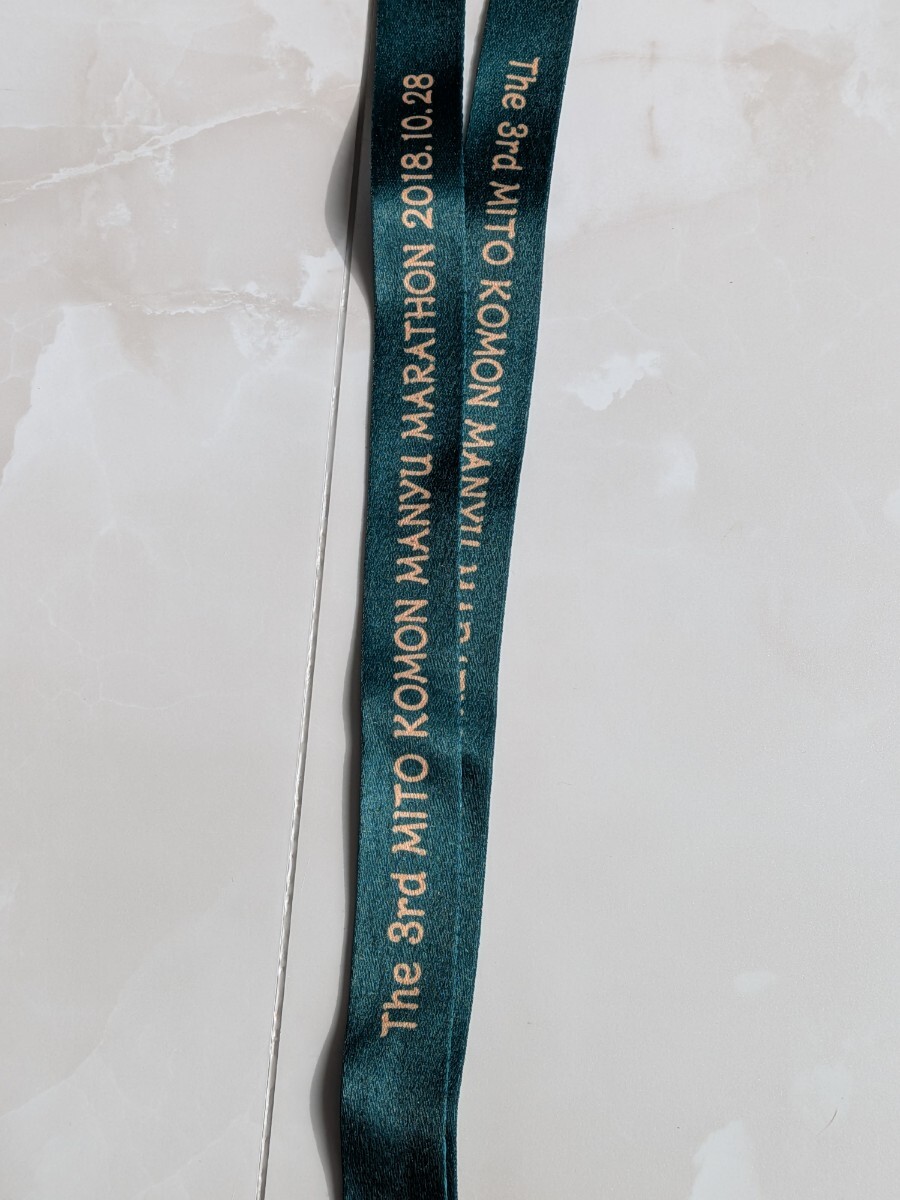 The 3rd MITO KOMON MANYU MARATHON 2018.10.28
The 3rd MITO KOMON MANYU